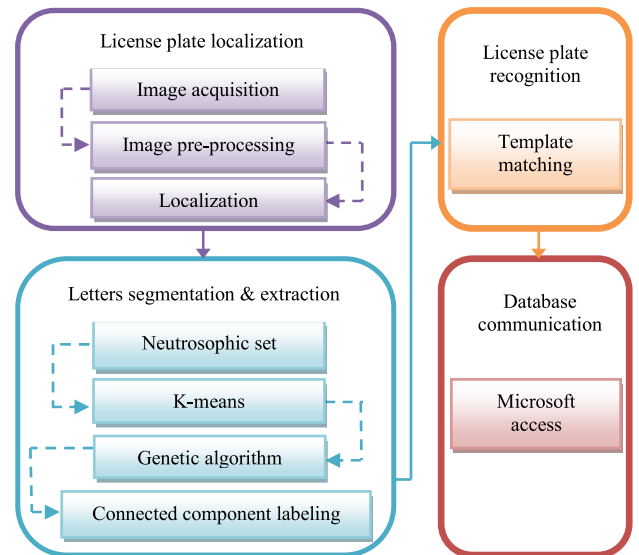 License plate localization
Image acquisition
Image pre-processing
Localization
Letters segmentation & extraction
Neutrosophic set
K-means
Genetic algorithm
Connected component labeling
License plate
recognition
Template
matching
Database
communication
Microsoft
access